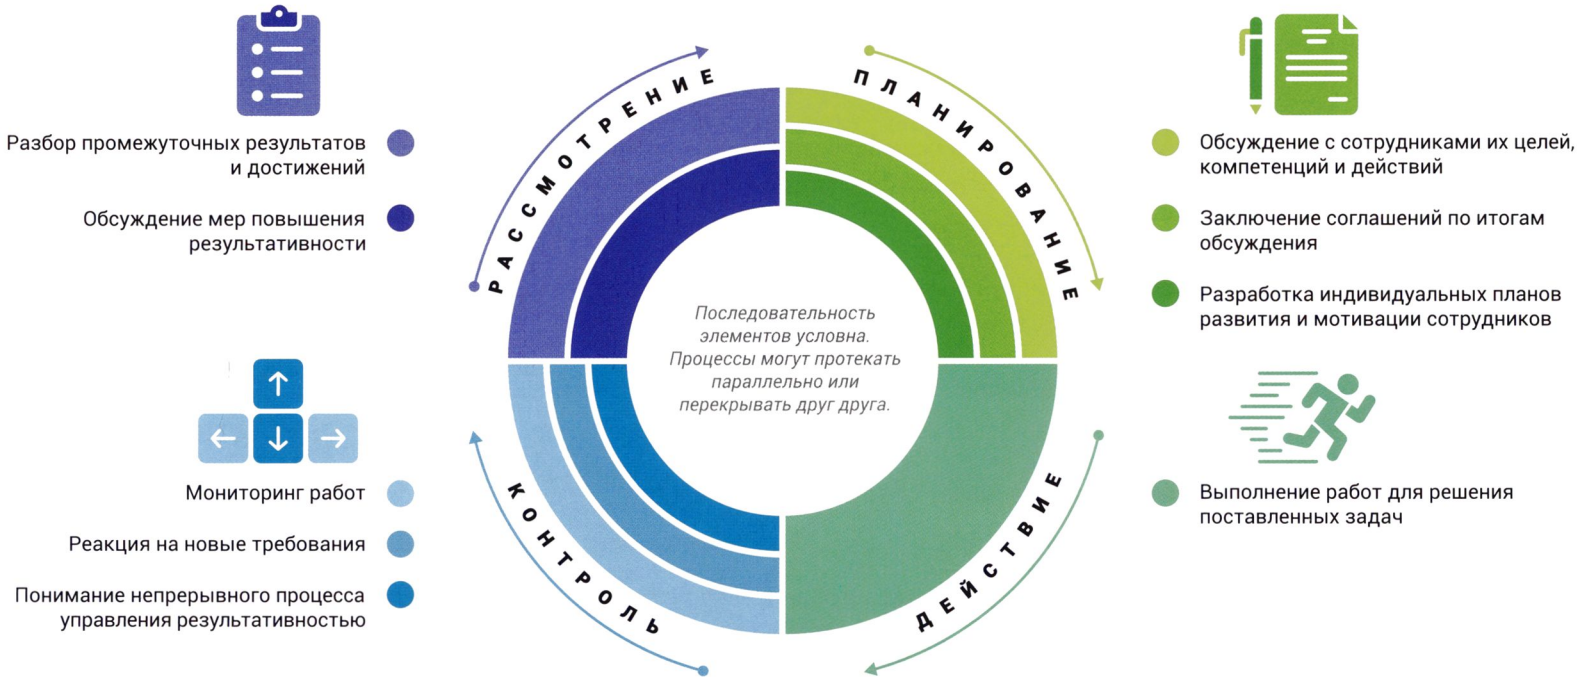 РАССМОТРЕНИЕ
Разбор промежуточных результатов
и достижений
Обсуждение мер повышения
результативности
ПЛАНИРОВАНИЕ
Обсуждение с сотрудниками их целей,
компетенций и действий
Заключение соглашений по итогам
обсуждения
Разработка индивидуальных планов
развития и мотивации сотрудников
Последовательность
элементов условна.
Процессы могут протекать
параллельно или
перекрывать друг друга.
КОНТРОЛЬ
Мониторинг работ
Реакция на новые требования
Понимание непрерывного процесса
управления результативностью
ДЕЙСТВИЕ
Выполнение работ для решения
поставленных задач